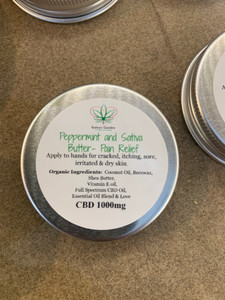 Peppermint and Sativa
Butter- Pain Relief
Apply to hands for cracked, itching, sore,
irritated & dry skin.
Organic Ingredients: Coconut Oil, Beeswax,
Shea Butter,
Vitamin E oil,
Full Spectrum CBD Oil,
Essential Oil Blend & Love
CBD 1000mg